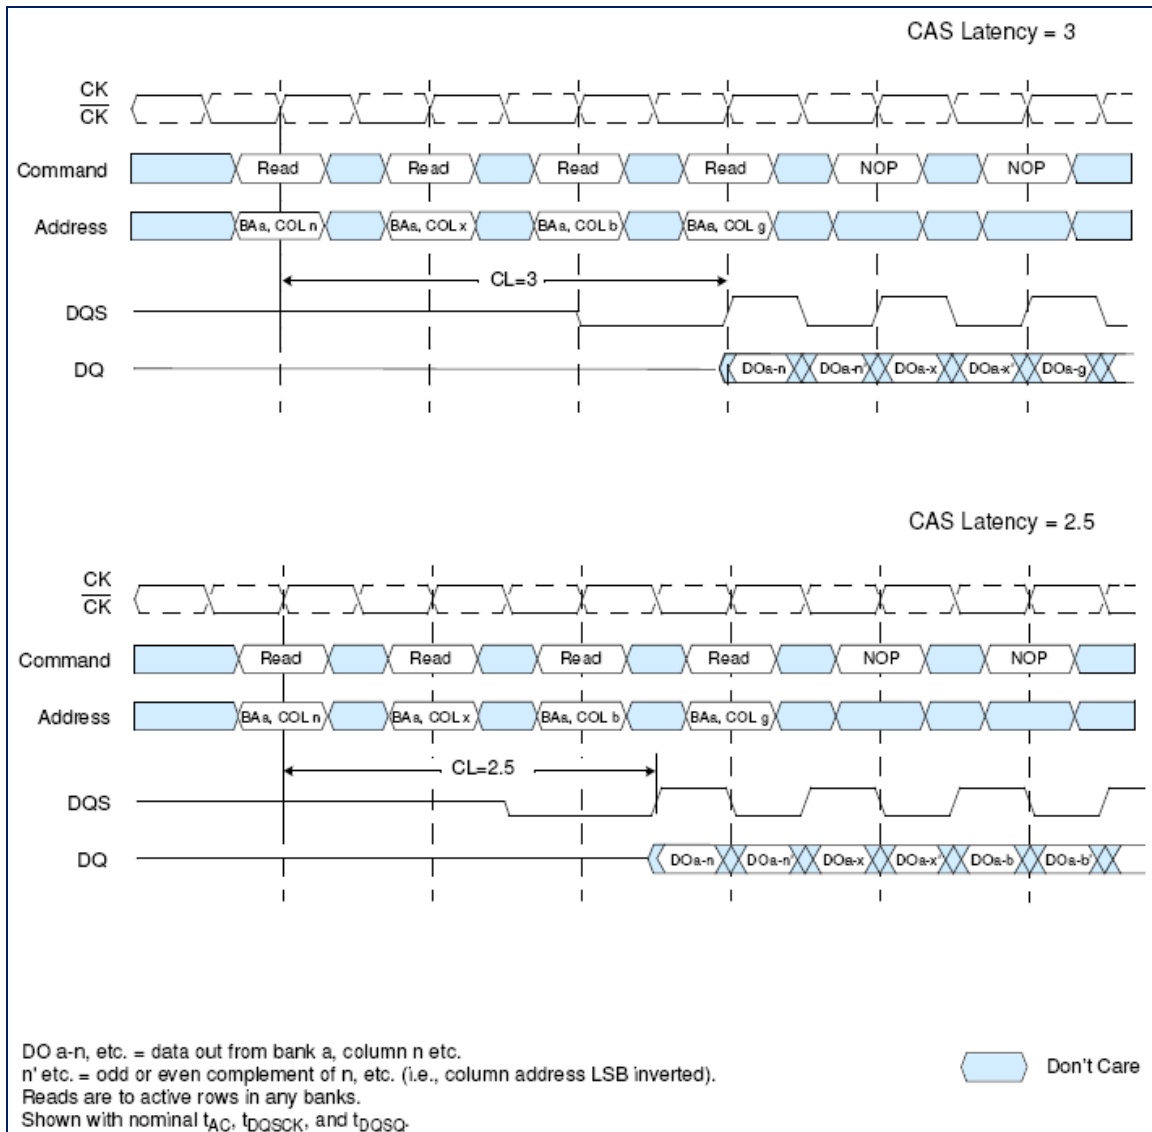 CAS Latency = 3
CK
CK
Command Read Read Read Read NOP NOP
Address BAa, COL n BAa, COL x BAa, COL b BAa, COL g
CL=3
DQS
DQ DOa-n DOa-n' DOa-x DOa-x' DOa-g
CAS Latency = 2.5
CK
CK
Command Read Read Read Read NOP NOP
Address BAa, COL n BAa, COL x BAa, COL b BAa, COL g
CL=2.5
DQS
DQ DOa-n DOa-n' DOa-x DOa-x' DOa-b DOa-b'
DO a-n, etc. = data out from bank a, column n etc.
n' etc. = odd or even complement of n, etc. (i.e., column address LSB inverted).
Reads are to active rows in any banks.
Shown with nominal tAC, tDQSCK, and tDQSQ.
Don't Care